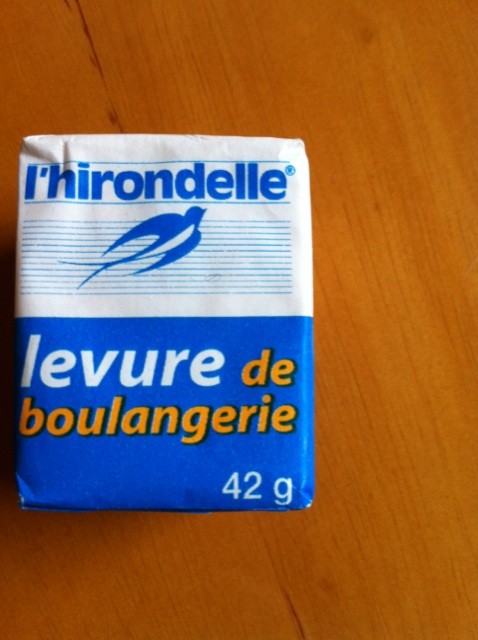 l'hirondelle®
levure de
boulangerie
42 g